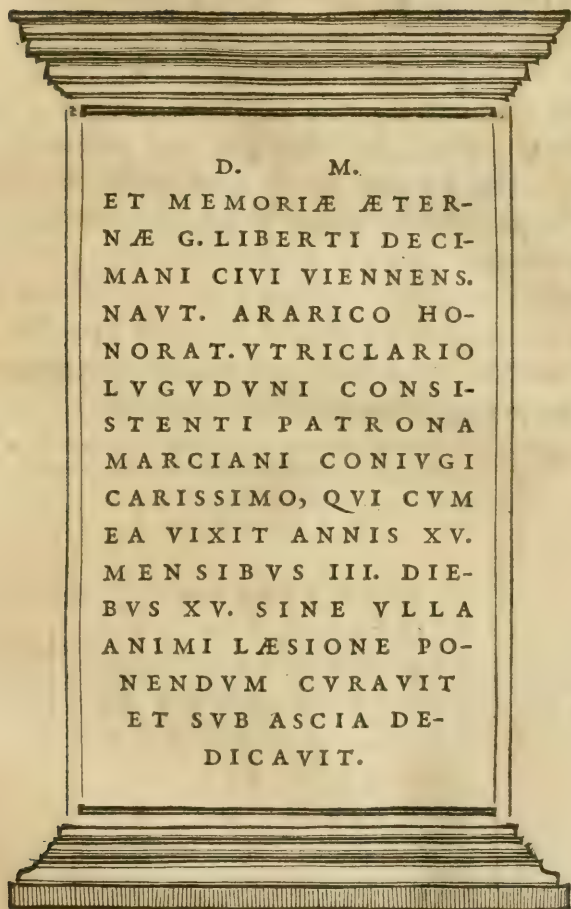 D. M.
ET MEMORIÆ ÆTER-
NÆ G. LIBERTI DECI-
MANI CIVI VIENNENS.
NAVT. ARARICO HO-
NORAT. VTRICLARIO
LVGVDVNI CONSI-
STENTI PATRONA
MARCIANI CONIVGI
CARISSIMO, QVI CVM
EA VIXIT ANNIS XV.
MENSIBVS III. DIE-
BVS XV. SINE VLLA
ANIMI LÆSIONE PO-
NENDVM CVRAVIT
ET SVB ASCIA DE-
DICAVIT.